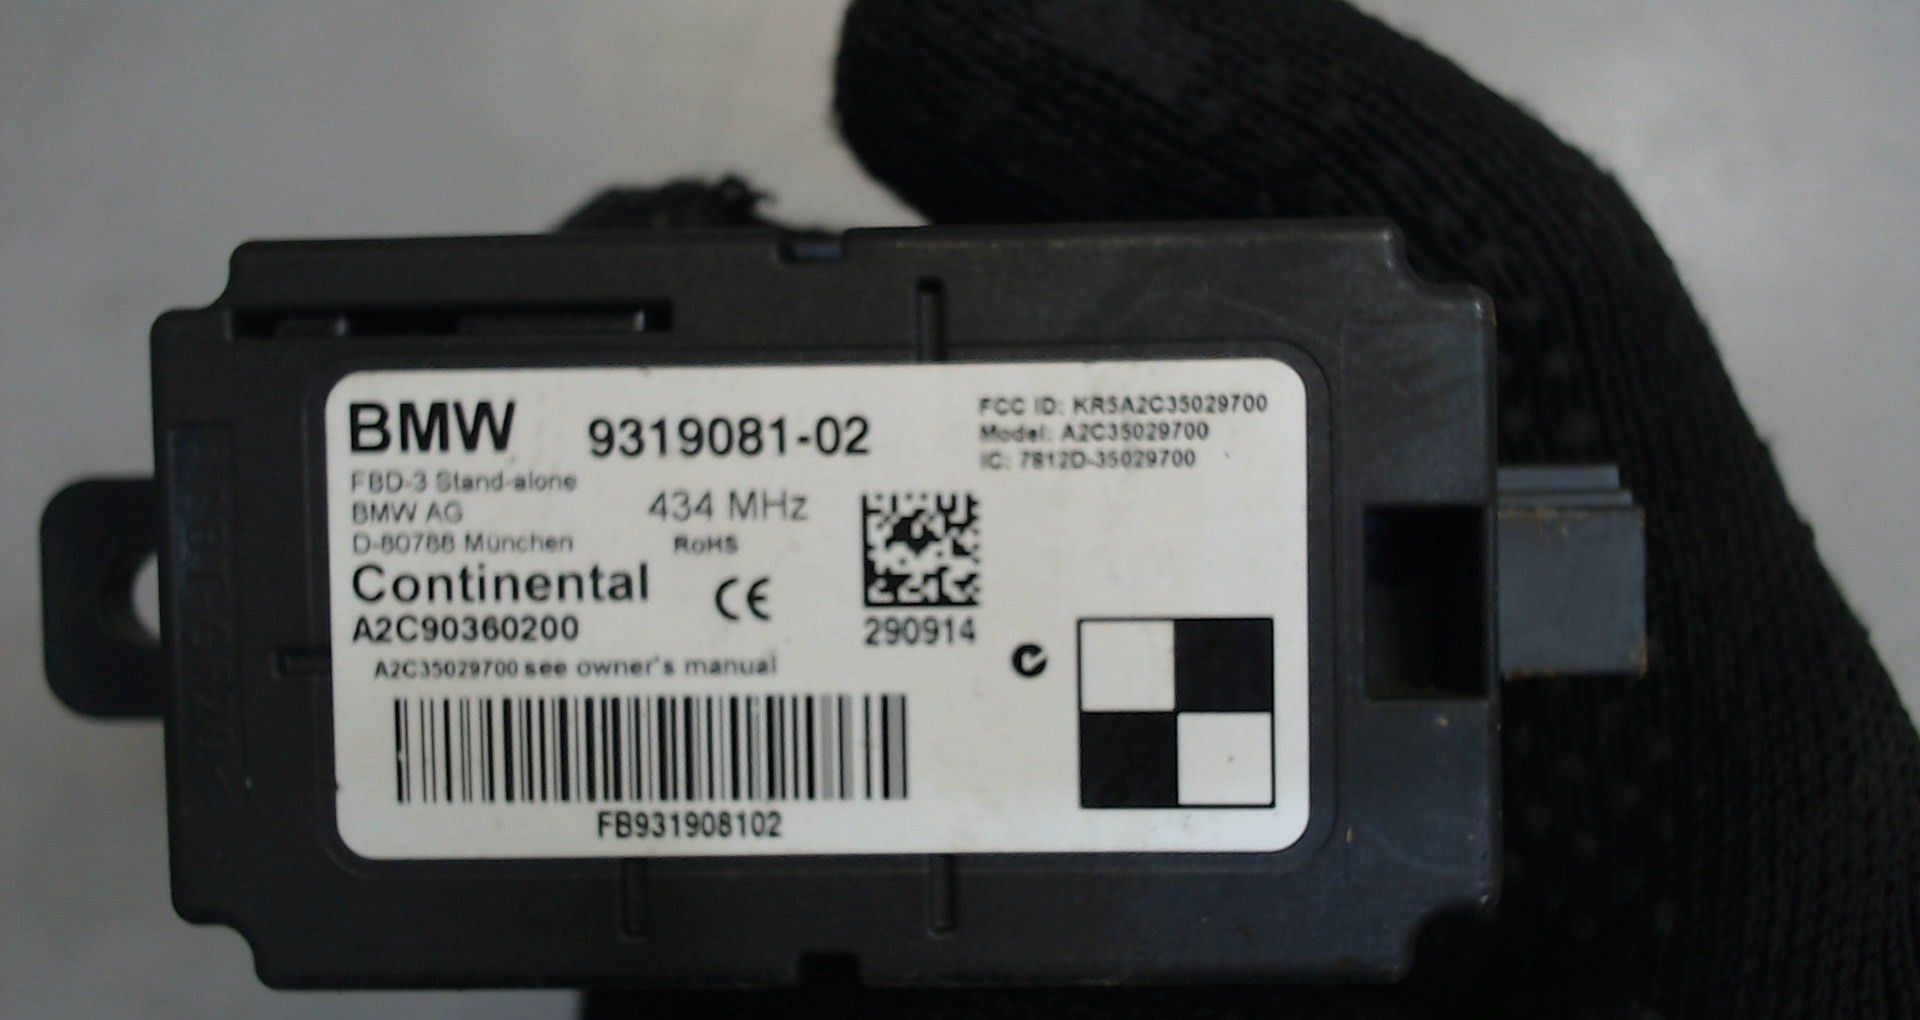 BMW 9319081-02
FCC ID: KR5A2C35029700
Model: A2C35029700
IC: 7812D-35029700
FBD-3 Stand-alone
BMW AG
434 MHz
D-80788 München
RoHS
Continental
CE
A2C90360200
290914
A2C35029700 see owner's manual
FB931908102